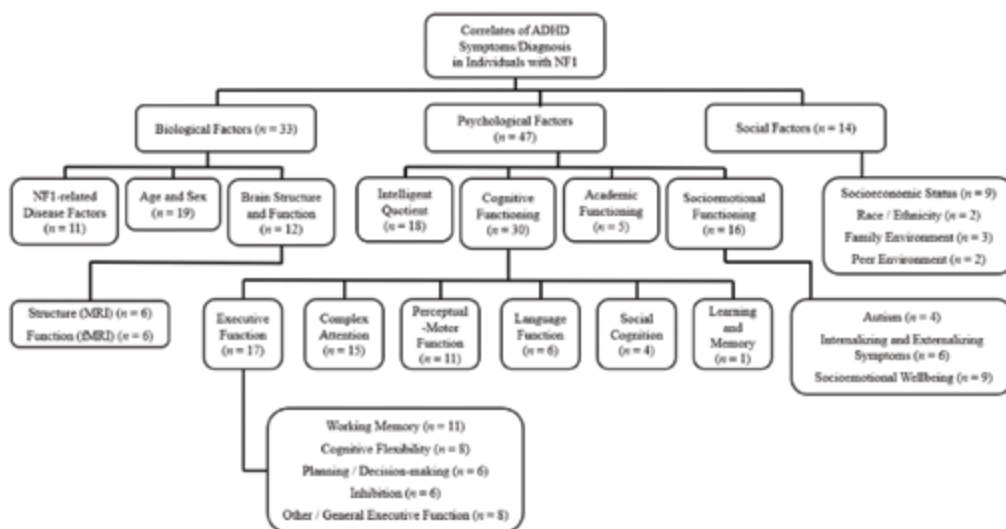 Correlates of ADHD
Symptoms/Diagnosis
in Individuals with NF1
Biological Factors (n = 33)
Psychological Factors
(n = 47)
Social Factors (n = 14)
NF1-related
Disease Factors
(n = 11)
Age and Sex
(n = 19)
Brain Structure
and Function
(n = 12)
Intelligent
Quotient
(n = 18)
Cognitive
Functioning
(n = 30)
Academic
Functioning
(n = 5)
Socioemotional
Functioning
(n = 16)
Socioeconomic Status (n = 9)
Race / Ethnicity (n = 2)
Family Environment (n = 3)
Peer Environment (n = 2)
Structure (MRI) (n = 6)
Function (fMRI) (n = 6)
Executive
Function
(n = 17)
Complex
Attention
(n = 15)
Perceptual
-Motor
Function
(n = 11)
Language
Function
(n = 6)
Social
Cognition
(n = 4)
Learning
and
Memory
(n = 1)
Autism (n = 4)
Internalizing and Externalizing
Symptoms (n = 6)
Socioemotional Wellbeing (n = 9)
Working Memory (n = 11)
Cognitive Flexibility (n = 8)
Planning / Decision-making (n = 6)
Inhibition (n = 6)
Other / General Executive Function (n = 8)